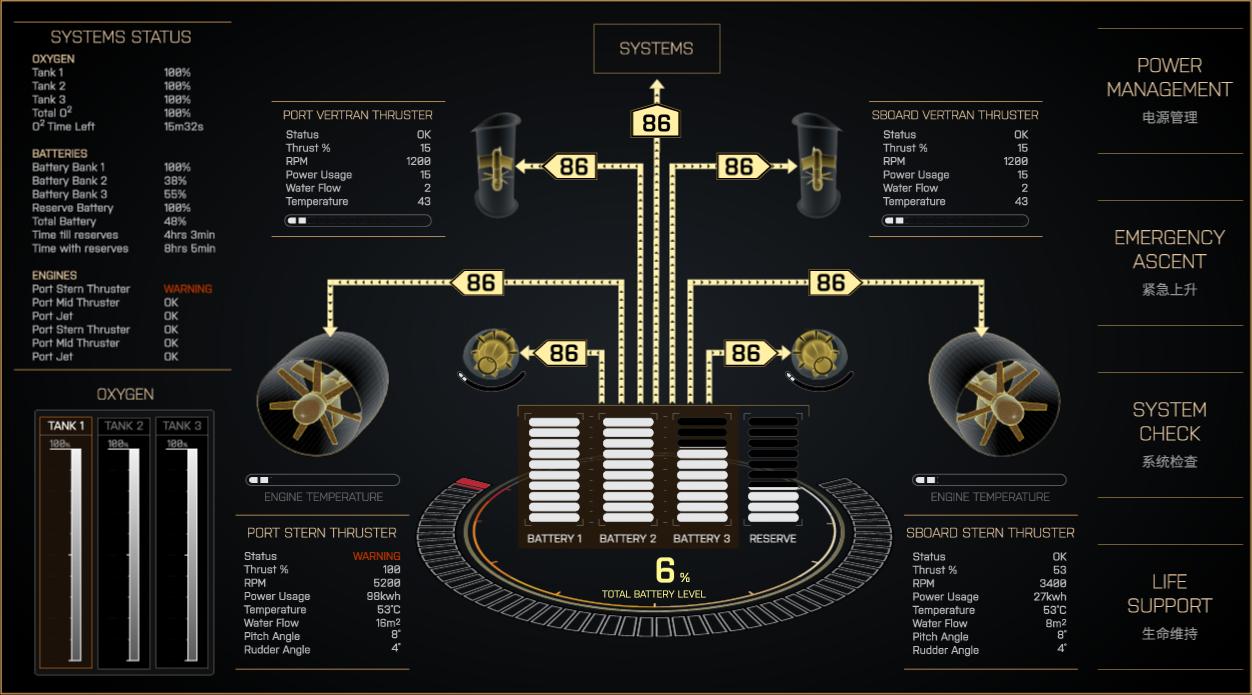 SYSTEMS STATUS
OXYGEN
Tank 1 100%
Tank 2 100%
Tank 3 100%
Total O2 100%
O2 Time Left 15m32s
BATTERIES
Battery Bank 1 100%
Battery Bank 2 38%
Battery Bank 3 55%
Reserve Battery 100%
Total Battery 48%
Time till reserves 4hrs 3min
Time with reserves 8hrs 5min
ENGINES
Port Stern Thruster WARNING
Port Mid Thruster OK
Port Jet OK
Port Stern Thruster OK
Port Mid Thruster OK
Port Jet OK
OXYGEN
TANK 1 TANK 2 TANK 3
100% 100% 100%
SYSTEMS
86
PORT VERTRAN THRUSTER
Status OK
Thrust % 15
RPM 1200
Power Usage 15
Water Flow 2
Temperature 43
86
86
SBOARD VERTRAN THRUSTER
Status OK
Thrust % 15
RPM 1200
Power Usage 15
Water Flow 2
Temperature 43
86
86
86
86
ENGINE TEMPERATURE
PORT STERN THRUSTER
Status WARNING
Thrust % 100
RPM 5200
Power Usage 98kwh
Temperature 53°C
Water Flow 16m2
Pitch Angle 8°
Rudder Angle 4°
BATTERY 1 BATTERY 2 BATTERY 3 RESERVE
6 %
TOTAL BATTERY LEVEL
ENGINE TEMPERATURE
SBOARD STERN THRUSTER
Status OK
Thrust % 53
RPM 3400
Power Usage 27kwh
Temperature 53°C
Water Flow 8m2
Pitch Angle 8°
Rudder Angle 4°
POWER
MANAGEMENT
电源管理
EMERGENCY
ASCENT
紧急上升
SYSTEM
CHECK
系统检查
LIFE
SUPPORT
生命维持